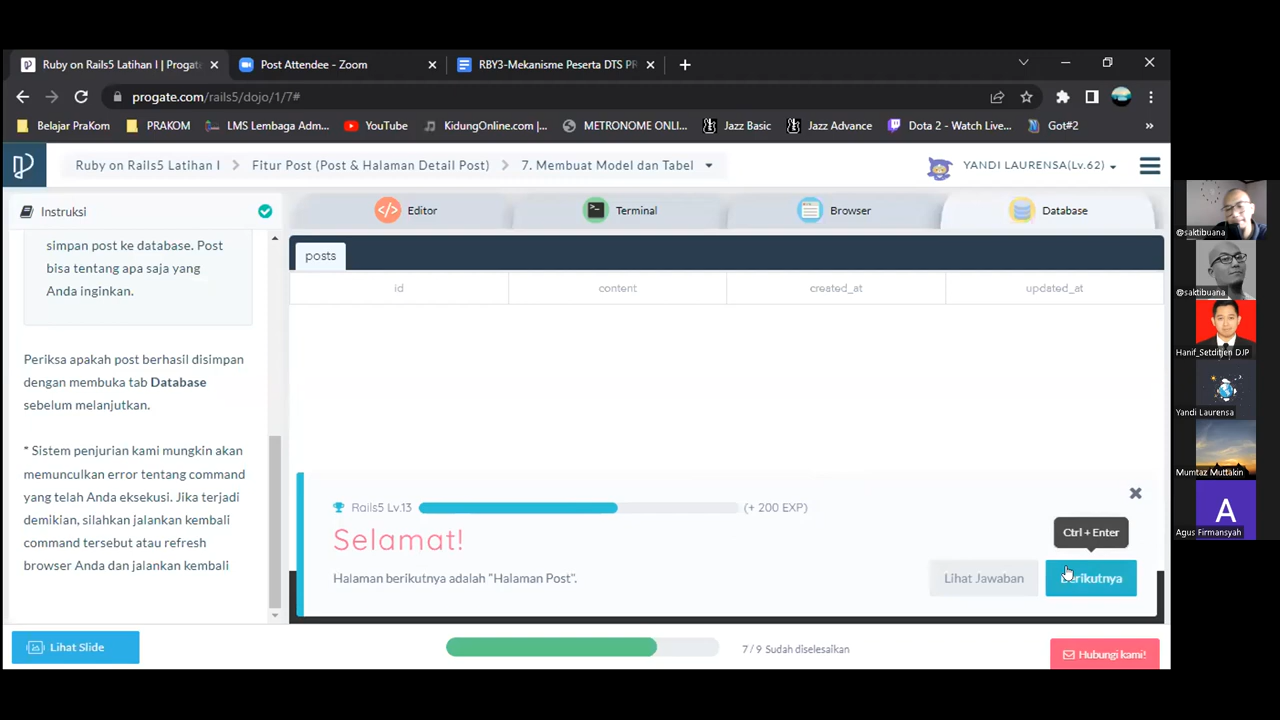 Ruby on Rails5 Latihan I | Progate
Post Attendee - Zoom
RBY3-Mekanisme Peserta DTS PR
progate.com/rails5/dojo/1/7#
Belajar PraKom
PRAKOM
LMS Lembaga Adm...
YouTube
KidungOnline.com |...
METRONOME ONLI...
Jazz Basic
Jazz Advance
Dota 2 - Watch Live...
Got#2
»
Ruby on Rails5 Latihan I
Fitur Post (Post & Halaman Detail Post)
7. Membuat Model dan Tabel
YANDI LAURENSA(Lv.62)
Instruksi
Editor
Terminal
Browser
Database
simpan post ke database. Post
bisa tentang apa saja yang
Anda inginkan.
Periksa apakah post berhasil disimpan
dengan membuka tab Database
sebelum melanjutkan.
* Sistem penjurian kami mungkin akan
memunculkan error tentang command
yang telah Anda eksekusi. Jika terjadi
demikian, silahkan jalankan kembali
command tersebut atau refresh
browser Anda dan jalankan kembali
posts
id
content
created_at
updated_at
Rails5 Lv.13
(+ 200 EXP)
Selamat!
Halaman berikutnya adalah "Halaman Post".
Ctrl + Enter
Lihat Jawaban
Berikutnya
Lihat Slide
7 / 9 Sudah diselesaikan
Hubungi kami!
@saktibuana
@saktibuana
Hanif_Setditjen DJP
Yandi Laurensa
Mumtaz Muttakin
A
Agus Firmansyah